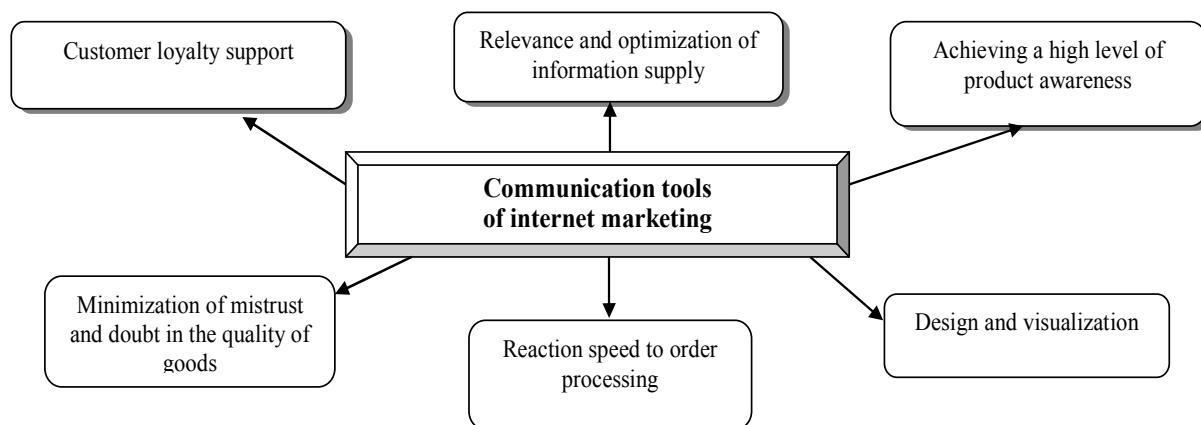 Customer loyalty support
Relevance and optimization of
information supply
Achieving a high level of
product awareness
Communication tools
of internet marketing
Minimization of mistrust
and doubt in the quality of
goods
Reaction speed to order
processing
Design and visualization